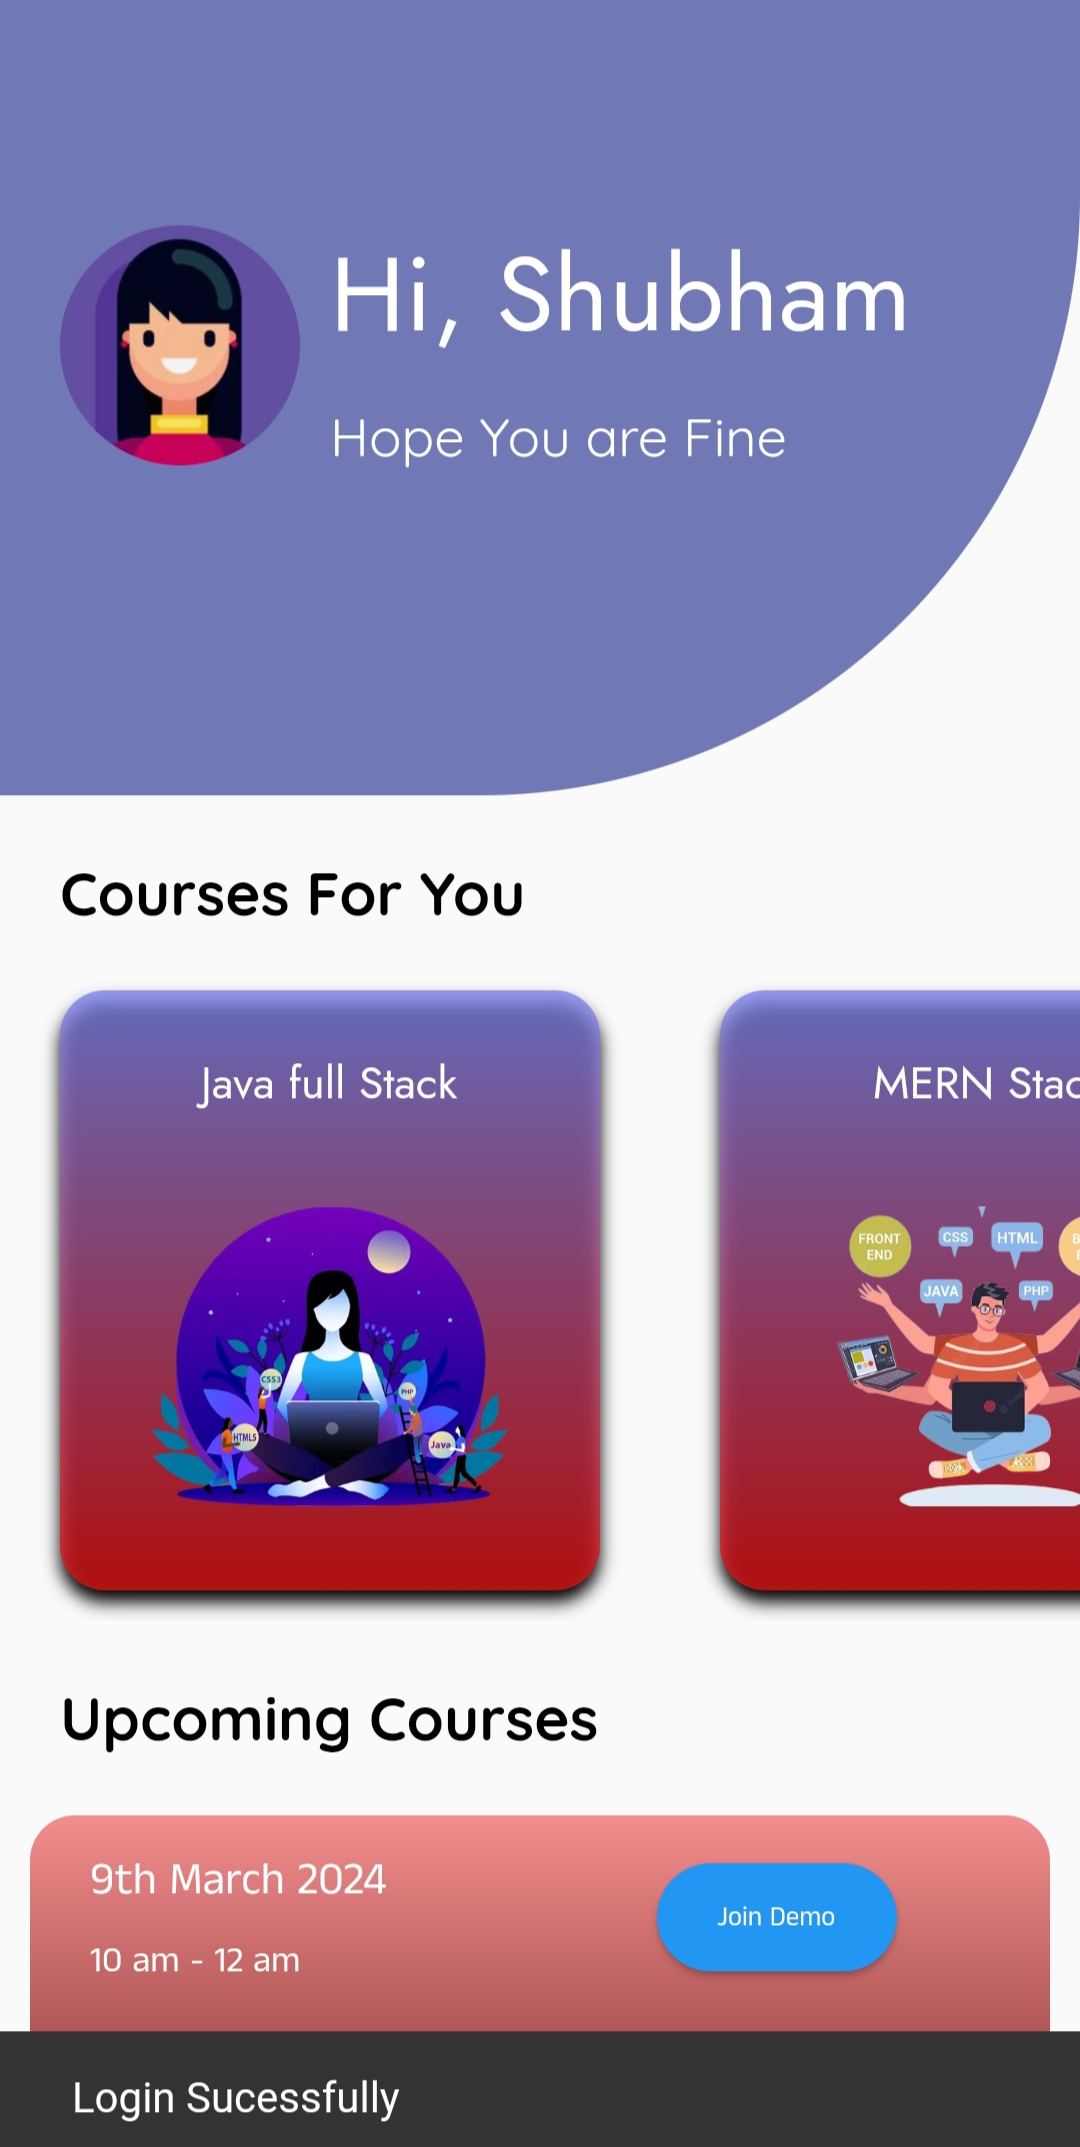 Hi, Shubham
Hope You are Fine
Courses For You
Java full Stack
CSS3
PHP
HTML5
Java
MERN Stac
FRONT
END
CSS
HTML
JAVA
PHP
Upcoming Courses
9th March 2024
Join Demo
10 am - 12 am
Login Sucessfully